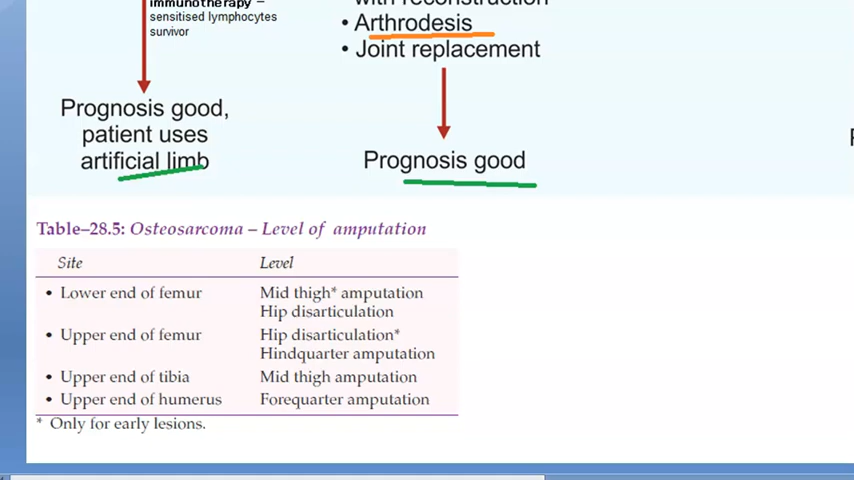 immunotherapy –
sensitised lymphocytes
survivor
with reconstruction
• Arthrodesis
• Joint replacement
Prognosis good,
patient uses
artificial limb
Prognosis good
Table–28.5: Osteosarcoma – Level of amputation
Site Level
• Lower end of femur Mid thigh* amputation
Hip disarticulation
• Upper end of femur Hip disarticulation*
Hindquarter amputation
• Upper end of tibia Mid thigh amputation
• Upper end of humerus Forequarter amputation
* Only for early lesions.